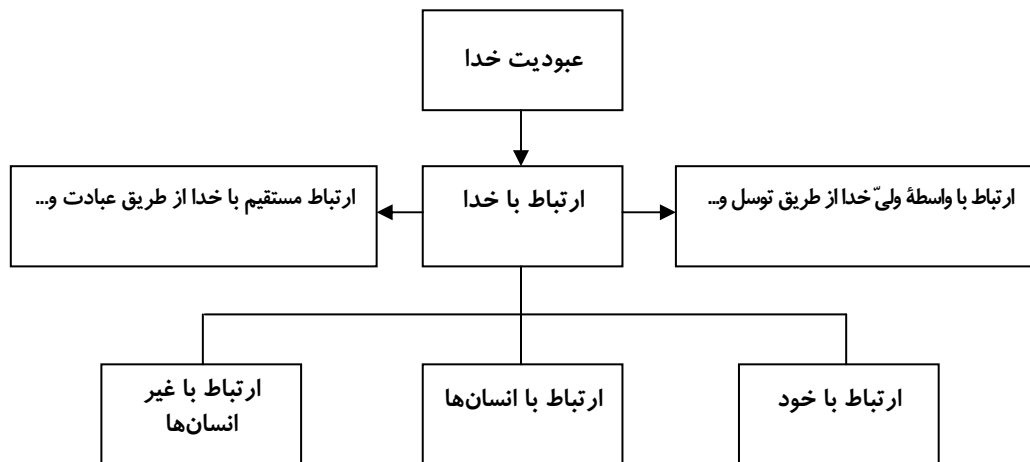 عبودیت خدا
ارتباط با واسطهٔ ولیّ خدا از طریق توسل و...
ارتباط با خدا
ارتباط مستقیم با خدا از طریق عبادت و...
ارتباط با خود
ارتباط با انسان‌ها
ارتباط با غیر
انسان‌ها